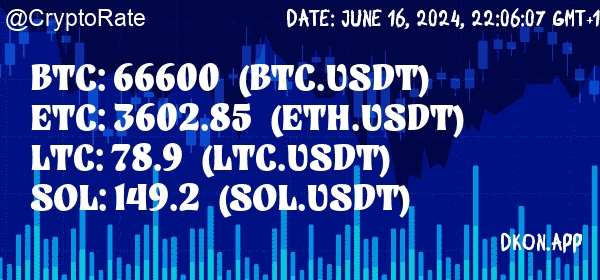 @CryptoRate
DATE: JUNE 16, 2024, 22:06:07 GMT+1
BTC: 66600 (BTC.USDT)
ETC: 3602.85 (ETH.USDT)
LTC: 78.9 (LTC.USDT)
SOL: 149.2 (SOL.USDT)
DKON.APP